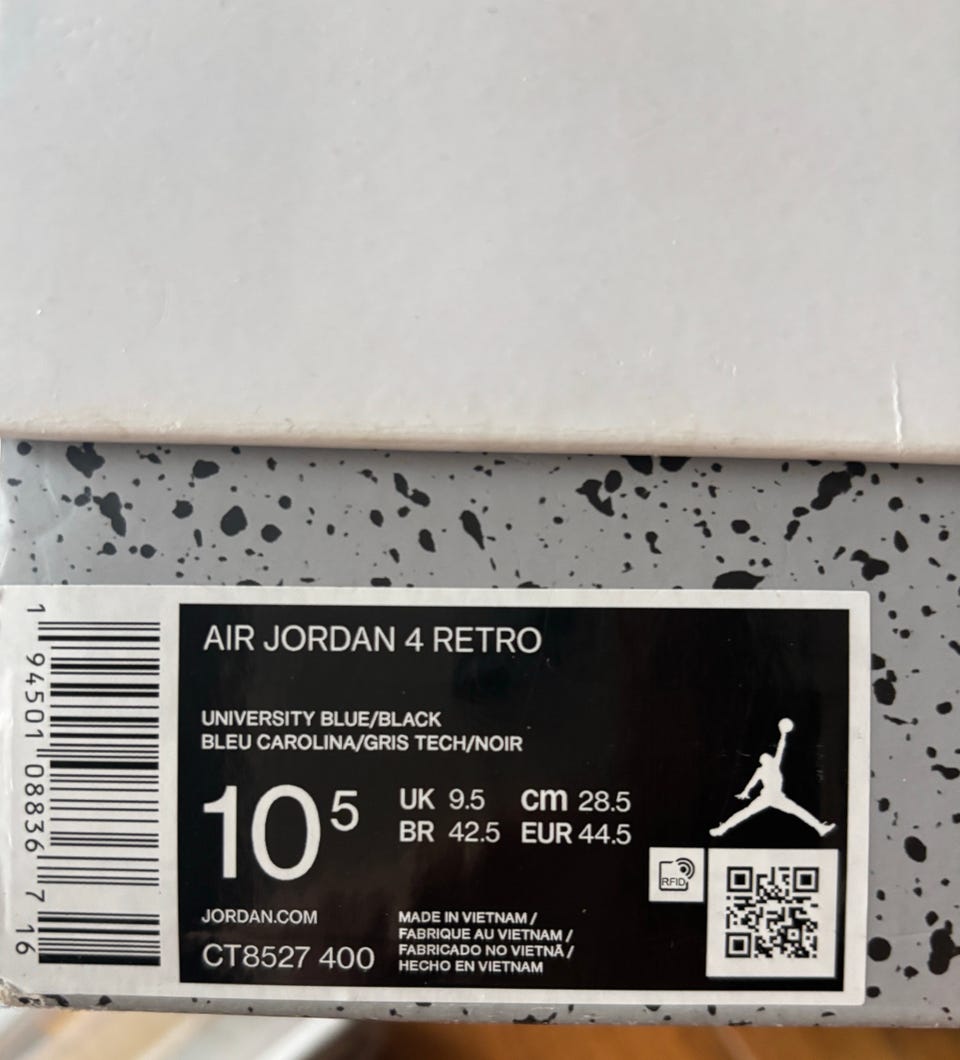 AIR JORDAN 4 RETRO
UNIVERSITY BLUE/BLACK
BLEU CAROLINA/GRIS TECH/NOIR
10 5
UK 9.5 cm 28.5
BR 42.5 EUR 44.5
RFID
JORDAN.COM
CT8527 400
MADE IN VIETNAM /
FABRIQUE AU VIETNAM /
FABRICADO NO VIETNÃ /
HECHO EN VIETNAM
1 94501 08836 7 16